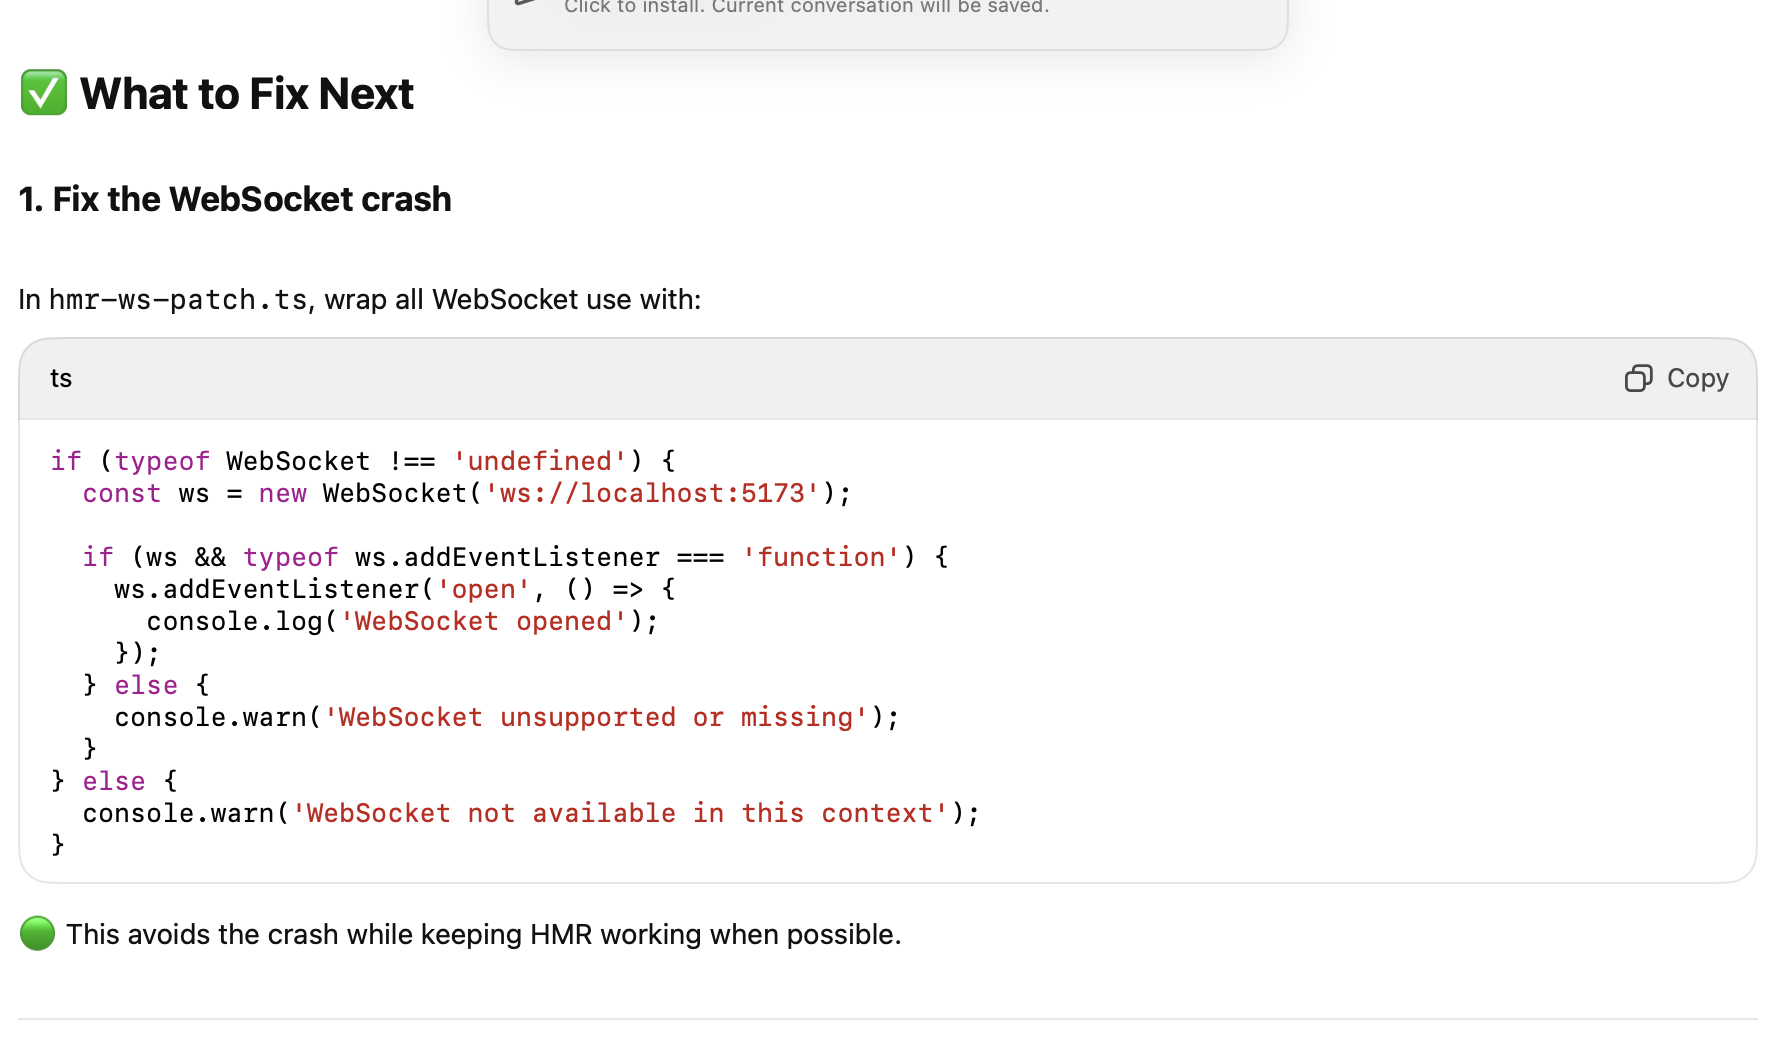 Click to install. Current conversation will be saved.
✅ What to Fix Next
1. Fix the WebSocket crash
In hmr-ws-patch.ts, wrap all WebSocket use with:
ts
Copy
if (typeof WebSocket !== 'undefined') {
  const ws = new WebSocket('ws://localhost:5173');

  if (ws && typeof ws.addEventListener === 'function') {
    ws.addEventListener('open', () => {
      console.log('WebSocket opened');
    });
  } else {
    console.warn('WebSocket unsupported or missing');
  }
} else {
  console.warn('WebSocket not available in this context');
}
🟢 This avoids the crash while keeping HMR working when possible.